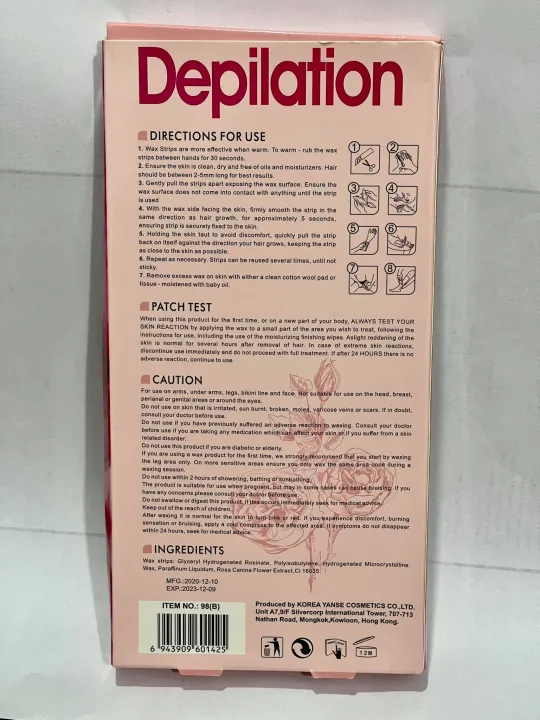 Depilation
DIRECTIONS FOR USE
1. Wax Strips are more effective when warm. To warm - rub the wax
strips between hands for 30 seconds.
2. Ensure the skin is clean, dry and free of oils and moisturizers. Hair
should be between 2-5mm long for best results.
3. Gently pull the strips apart exposing the wax surface. Ensure the
wax surface does not come into contact with anything until the strip
is used
4. With the wax side facing the skin, firmly smooth the strip in the
same direction as hair growth, for approximately 5 seconds,
ensuring strip is securely fixed to the skin.
5. Holding the skin taut to avoid discomfort, quickly pull the strip
back on itself against the direction your hair grows, keeping the strip
as close to the skin as possible.
6. Repeat as necessary. Strips can be reused several times, until not
sticky.
7. Remove excess wax on skin with either a clean cotton wool pad or
tissue - moistened with baby oil.
1 2
3 4
5 6
7 8
PATCH TEST
When using this product for the first time, or on a new part of your body, ALWAYS TEST YOUR
SKIN REACTION by applying the wax to a small part of the area you wish to treat, following the
instructions for use, including the use of the moisturizing finishing wipes. Aslight reddening of the
skin is normal for several hours after removal of hair. In case of extreme skin reactions,
discontinue use immediately and do not proceed with full treatment. If after 24 HOURS there is no
adverse reaction, continue to use.
CAUTION
For use on arms, under arms, legs, bikini line and face. Not suitable for use on the head, breast,
perianal or genital areas or around the eyes.
Do not use on skin that is irritated, sun burnt, broken, moles, varicose veins or scars. If in doubt,
consult your doctor before use.
Do not use if you have previously suffered an adverse reaction to waxing. Consult your doctor
before use if you are taking any medication which can affect your skin or if you suffer from a skin
related disorder.
Do not use this product if you are diabetic or elderly.
If you are using a wax product for the first time, we strongly recommend that you start by waxing
the leg area only. On more sensitive areas ensure you only wax the same area once during a
waxing session.
Do not use within 2 hours of showering, bathing or sunbathing.
The product is suitable for use when pregnant, but may in some cases can cause bruising. If you
have any concerns please consult your doctor before use.
Do not swallow or digest this product. If this occurs immediately seek for medical advice.
Keep out of the reach of children.
After waxing it is normal for the skin to turn pink or red. If you experience discomfort, burning
sensation or bruising, apply a cold compress to the affected area. If symptoms do not disappear
within 24 hours, seek for medical advice.
INGREDIENTS
Wax strips: Glyceryl Hydrogenated Rosinate, Polyisobutylene, Hydrogenated Microcrystalline
Wax, Paraffinum Liquidum, Rosa Canina Flower Extract,CI 16035.
MFG:2020-12-10
EXP:2023-12-09
ITEM NO.: 98(B)
6 943909 601425
Produced by KOREA YANSE COSMETICS CO.,LTD.
Unit A7,9/F Silvercorp International Tower, 707-713
Nathan Road, Mongkok,Kowloon, Hong Kong.
12M